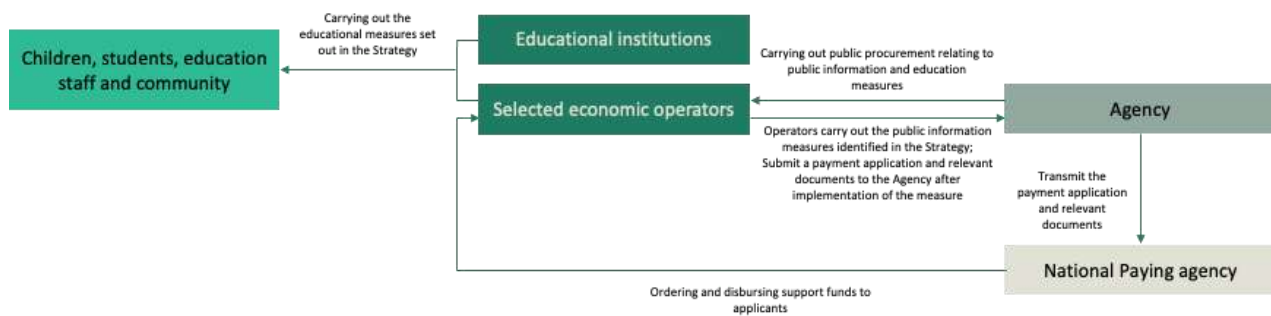 Carrying out the
educational measures set
out in the Strategy
Educational institutions
Children, students, education
staff and community
Carrying out public procurement relating to
public information and education
measures
Selected economic operators
Agency
Operators carry out the public information
measures identified in the Strategy;
Submit a payment application and relevant
documents to the Agency after
implementation of the measure
Transmit the
payment application
and relevant
documents
National Paying agency
Ordering and disbursing support funds to
applicants